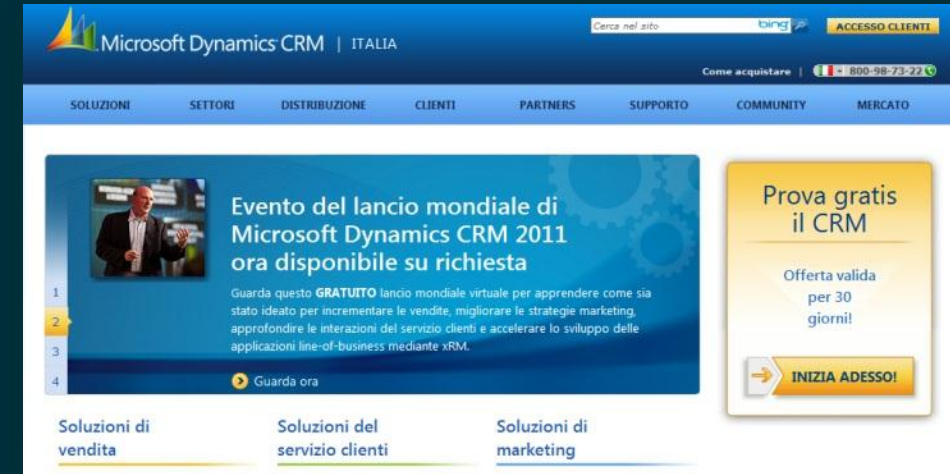 Microsoft Dynamics CRM | ITALIA
Cerca nel sito
bing
ACCESSO CLIENTI
Come acquistare |
800-98-73-22
SOLUZIONI SETTORI DISTRIBUZIONE CLIENTI PARTNERS SUPPORTO COMMUNITY MERCATO
1
2
3
4
Evento del lancio mondiale di
Microsoft Dynamics CRM 2011
ora disponibile su richiesta
Guarda questo GRATUITO lancio mondiale virtuale per apprendere come sia
stato ideato per incrementare le vendite, migliorare le strategie marketing,
approfondire le interazioni del servizio clienti e accelerare lo sviluppo delle
applicazioni line-of-business mediante xRM.
Guarda ora
Prova gratis
il CRM
Offerta valida
per 30
giorni!
INIZIA ADESSO!
Soluzioni di
vendita
Soluzioni del
servizio clienti
Soluzioni di
marketing